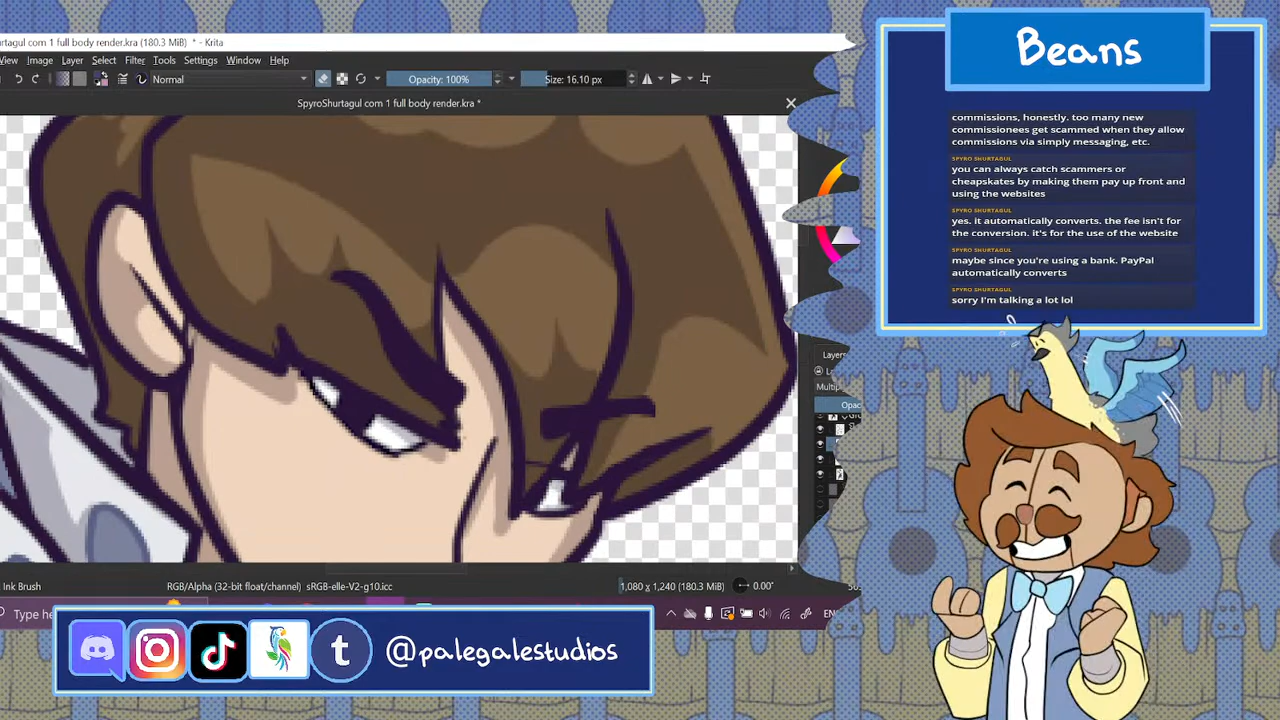 urtagul com 1 full body render.kra (180.3 MiB) * - Krita
View Image Layer Select Filter Tools Settings Window Help
Normal Opacity: 100% Size: 16.10 px
SpyroShurtagul com 1 full body render.kra *
Beans
commissions, honestly. too many new
commissionees get scammed when they allow
commissions via simply messaging, etc.
SPYRO SHURTAGUL
you can always catch scammers or
cheapskates by making them pay up front and
using the websites
SPYRO SHURTAGUL
yes. it automatically converts. the fee isn't for
the conversion. it's for the use of the website
SPYRO SHURTAGUL
maybe since you're using a bank. PayPal
automatically converts
SPYRO SHURTAGUL
sorry I'm talking a lot lol
Layers
Multip
Opac
Ink Brush RGB/Alpha (32-bit float/channel) sRGB-elle-V2-g10.icc 1,080 x 1,240 (180.3 MiB) 0.00°
Type he
EN
t @palegalestudios